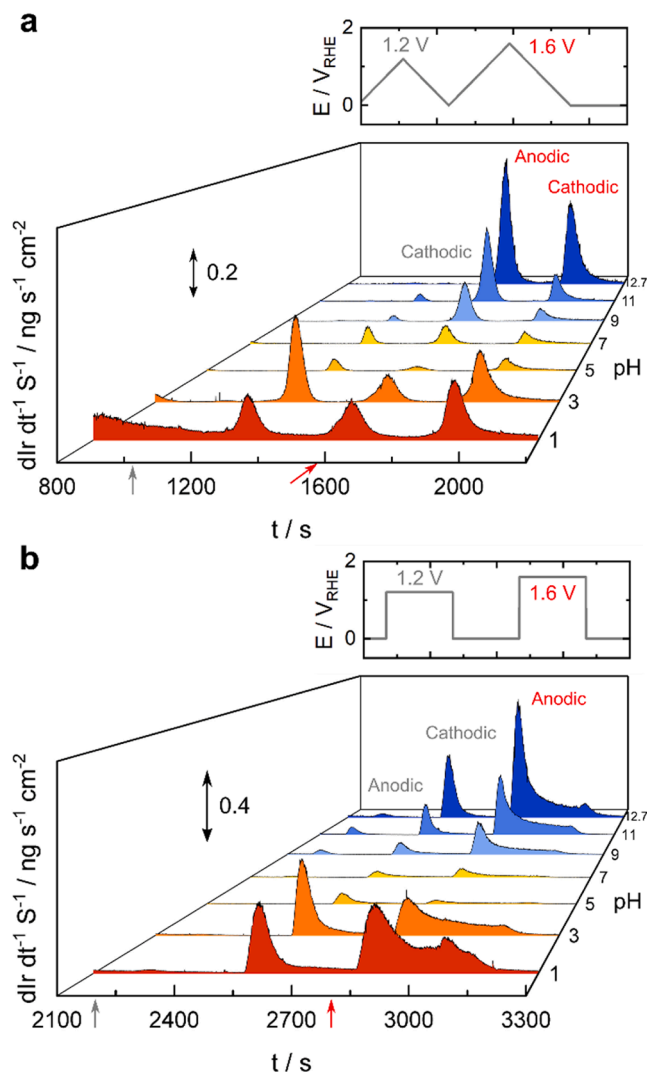 a
2
0
E / V_RHE
1.2 V
1.6 V
Anodic
Cathodic
Cathodic
0.2
dIr dt⁻¹ S⁻¹ / ng s⁻¹ cm⁻²
12.7
11
9
7
5
3
1
pH
800 1200 1600 2000
t / s
b
2
0
E / V_RHE
1.2 V
1.6 V
Anodic
Cathodic
Anodic
0.4
dIr dt⁻¹ S⁻¹ / ng s⁻¹ cm⁻²
12.7
11
9
7
5
3
1
pH
2100 2400 2700 3000 3300
t / s